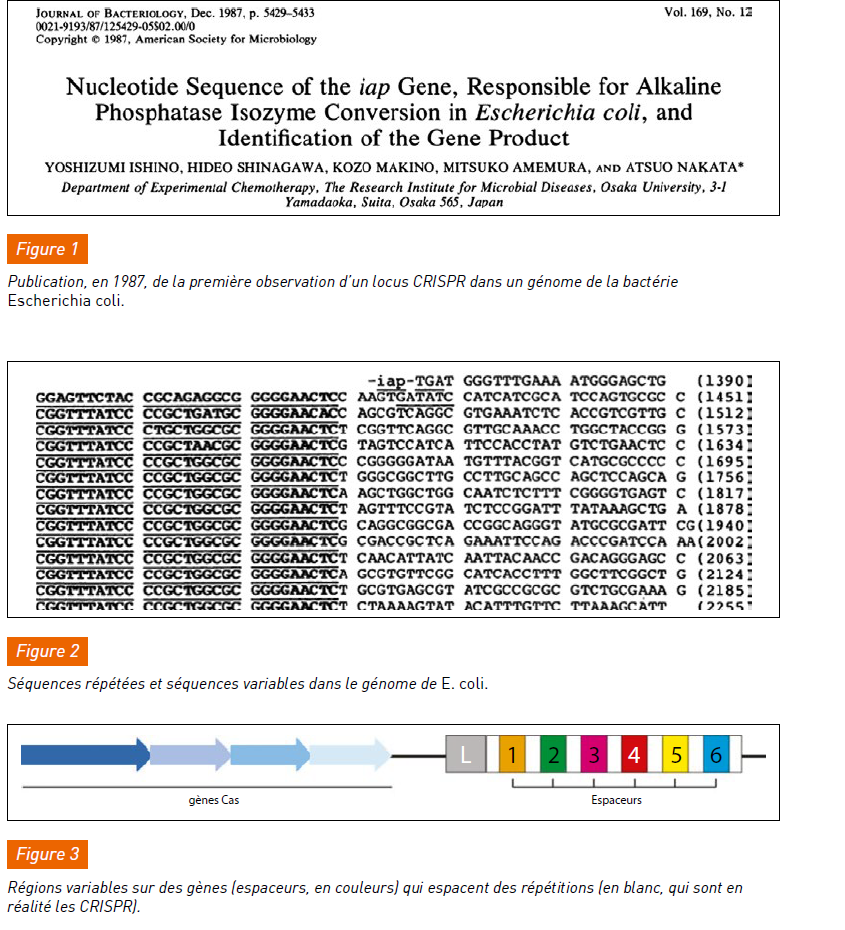 JOURNAL OF BACTERIOLOGY, Dec. 1987, p. 5429–5433
Vol. 169, No. 12
0021-9193/87/125429-05$02.00/0
Copyright © 1987, American Society for Microbiology
Nucleotide Sequence of the iap Gene, Responsible for Alkaline
Phosphatase Isozyme Conversion in Escherichia coli, and
Identification of the Gene Product
YOSHIZUMI ISHINO, HIDEO SHINAGAWA, KOZO MAKINO, MITSUKO AMEMURA, AND ATSUO NAKATA*
Department of Experimental Chemotherapy, The Research Institute for Microbial Diseases, Osaka University, 3-1
Yamadaoka, Suita, Osaka 565, Japan
Figure 1
Publication, en 1987, de la première observation d'un locus CRISPR dans un génome de la bactérie
Escherichia coli.
-iap-TGAT GGGTTTGAAA ATGGGAGCTG (1390)
GGAGTTCTAC CGCAGAGGCG GGGGAACTCC AAGTGATATC CATCATCGCA TCCAGTGCGC C (1451)
CGGTTTATCC CCGCTGATGC GGGGAACACC AGCGTCAGGC GTGAAATCTC ACCGTCGTTG C (1512)
CGGTTTATCC CTGCTGGCGC GGGGAACTCT CGGTTCAGGC GTTGCAAACC TGGCTACCGG G (1573)
CGGTTTATCC CCGCTAACGC GGGGAACTCG TAGTCCATCA TTCCACCTAT GTCTGAACTC C (1634)
CGGTTTATCC CCGCTGGCGC GGGGAACTCC CGGGGGATAA TGTTTACGGT CATGCGCCCC C (1695)
CGGTTTATCC CCGCTGGCGC GGGGAACTCT GGGCGGCTTG CCTTGCAGCC AGCTCCAGCA G (1756)
CGGTTTATCC CCGCTGGCGC GGGGAACTCA AGCTGGCTGG CAATCTCTTT CGGGGTGAGT C (1817)
CGGTTTATCC CCGCTGGCGC GGGGAACTCT AGTTTCCGTA TCTCCGGATT TATAAAGCTG A (1878)
CGGTTTATCC CCGCTGGCGC GGGGAACTCG CAGGCGGCGA CCGGCAGGGT ATGCGCGATT CG(1940)
CGGTTTATCC CCGCTGGCGC GGGGAACTCG CGACCGCTCA GAAATTCCAG ACCCGATCCA AA(2002)
CGGTTTATCC CCGCTGGCGC GGGGAACTCT CAACATTATC AATTACAACC GACAGGGAGC C (2063)
CGGTTTATCC CCGCTGGCGC GGGGAACTCA GCGTGTTCGG CATCACCTTT GGCTTCGGCT G (2124)
CGGTTTATCC CCGCTGGCGC GGGGAACTCT GCGTGAGCGT ATCGCCGCGC GTCTGCGAAA G (2185)
CGGTTTATCC CCGCTGGCGC GGGGAACTCT CTAAAAGTAT ACATTTGTTC TTAAAGCATT (2255)
Figure 2
Séquences répétées et séquences variables dans le génome de E. coli.
L 1 2 3 4 5 6
gènes Cas
Espaceurs
Figure 3
Régions variables sur des gènes (espaceurs, en couleurs) qui espacent des répétitions (en blanc, qui sont en
réalité les CRISPR).